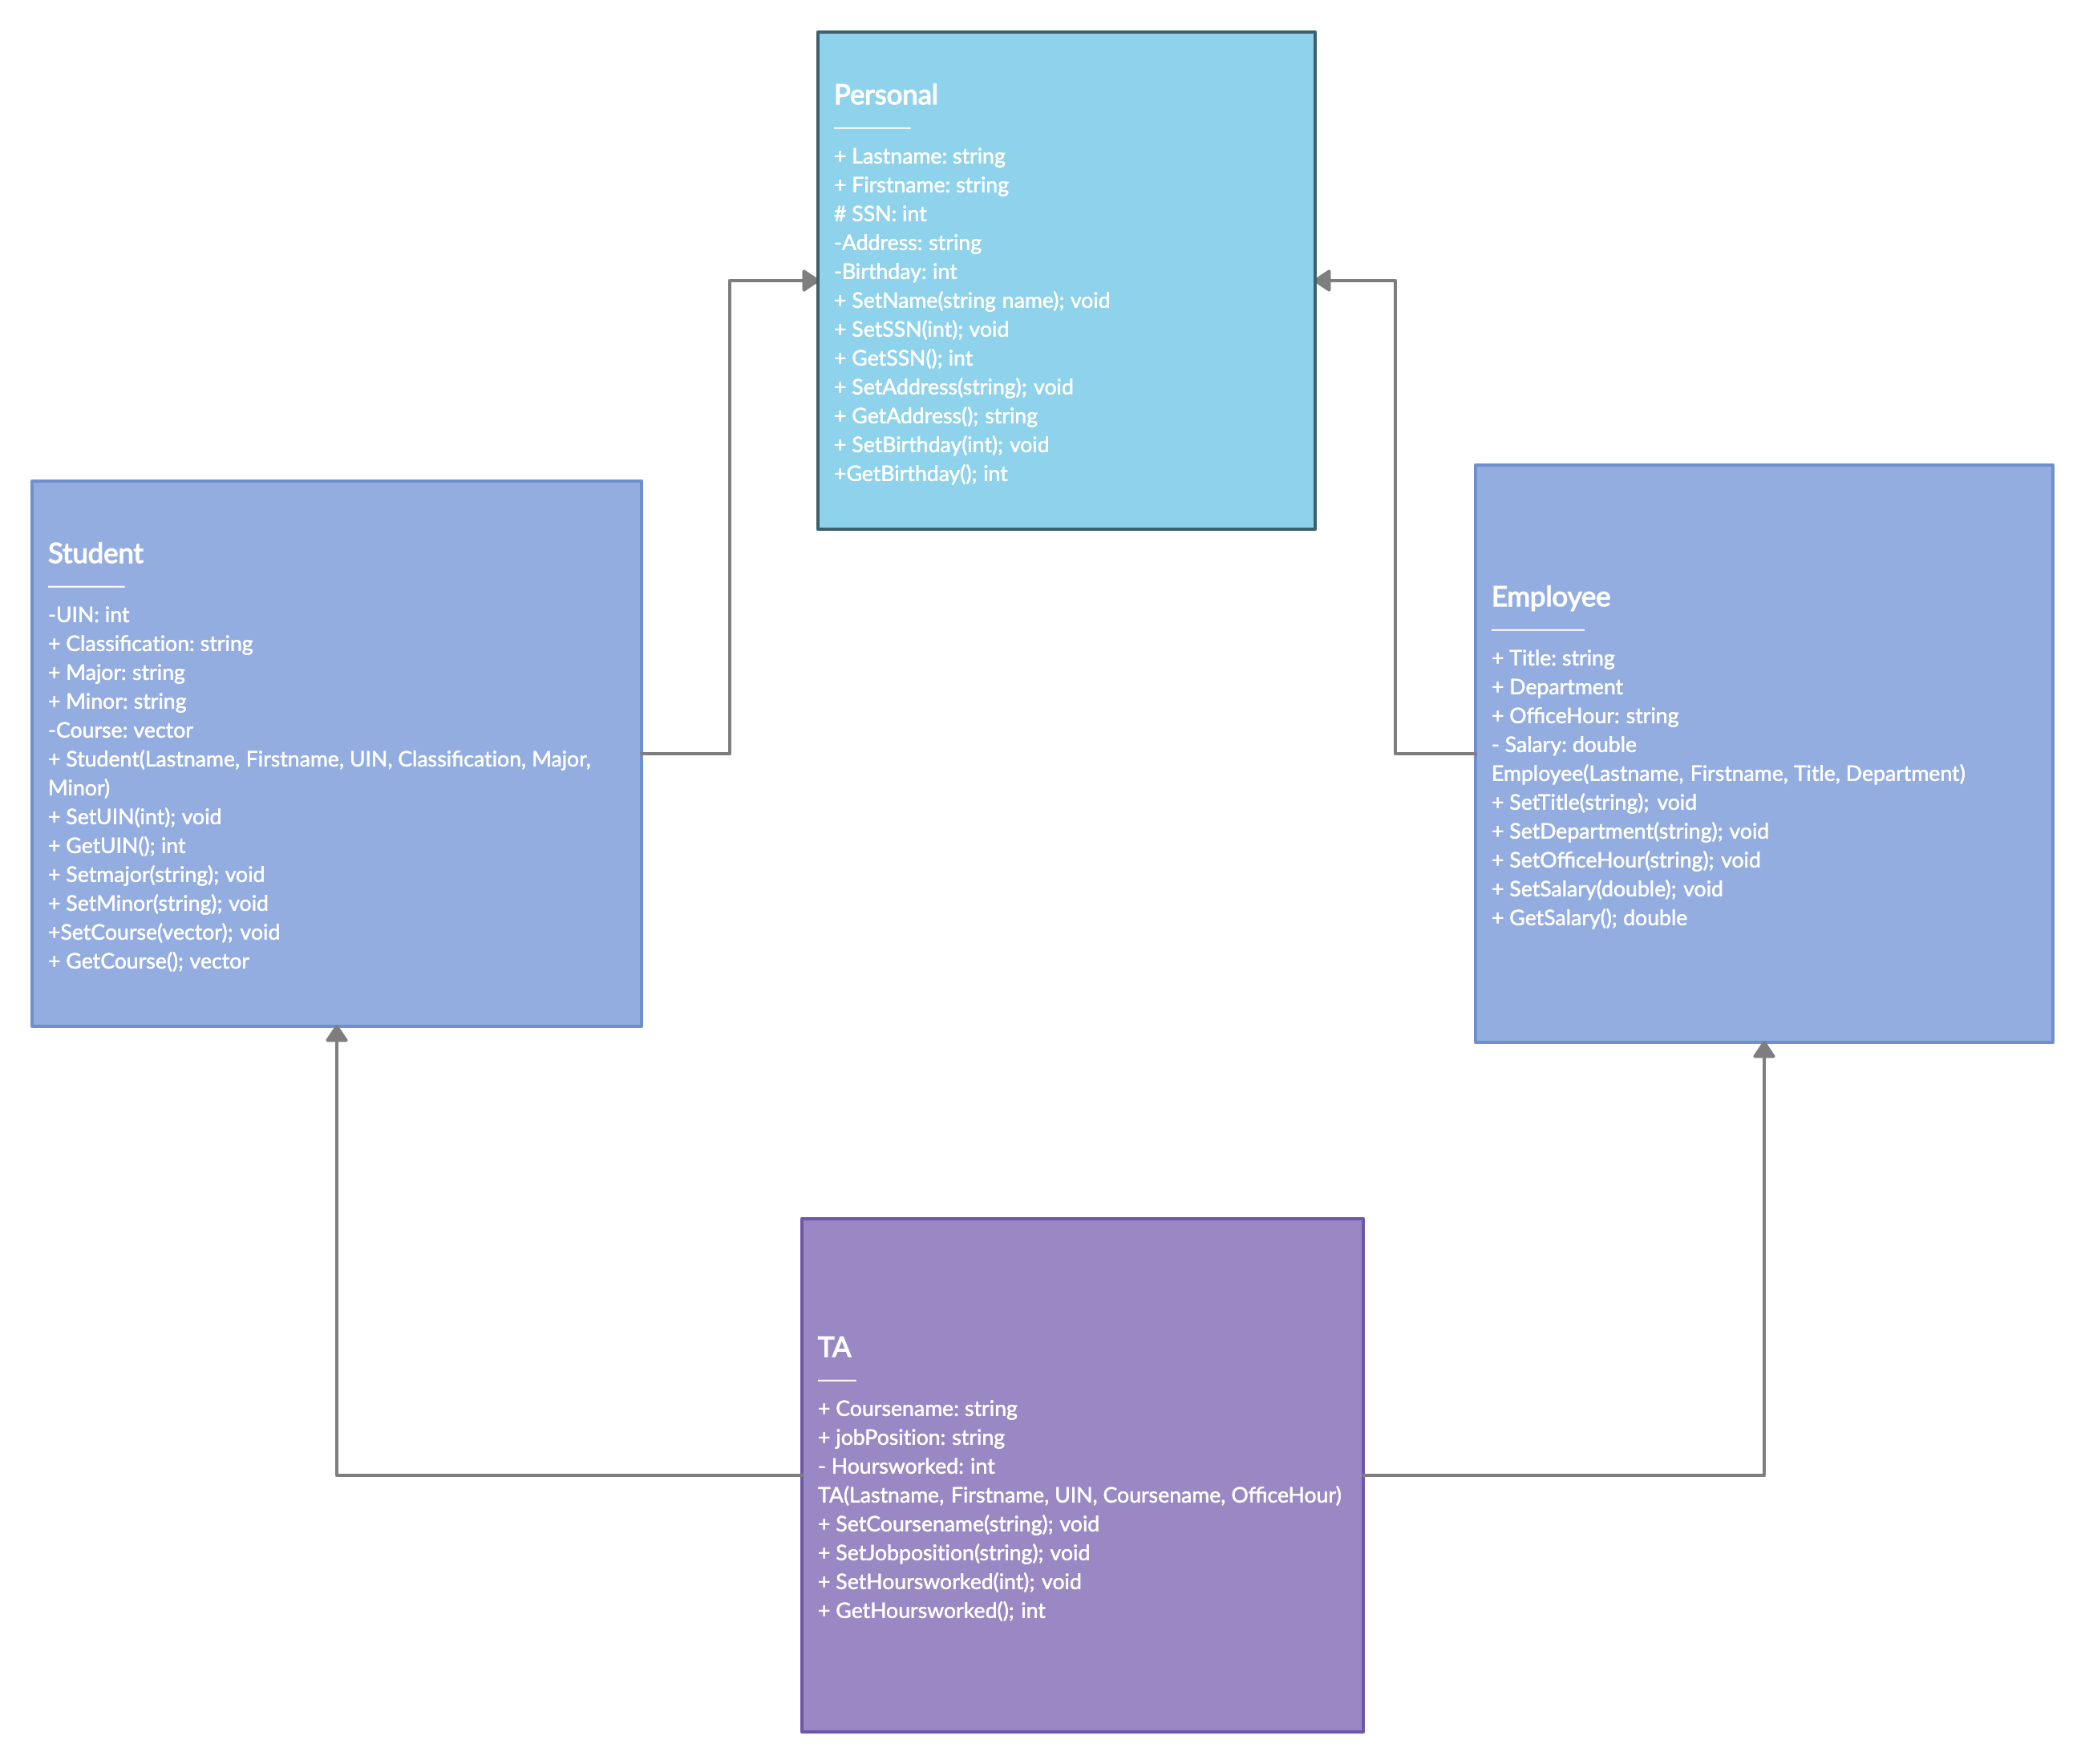 Personal
+ Lastname: string
+ Firstname: string
# SSN: int
-Address: string
-Birthday: int
+ SetName(string name); void
+ SetSSN(int); void
+ GetSSN(); int
+ SetAddress(string); void
+ GetAddress(); string
+ SetBirthday(int); void
+GetBirthday(); int
Student
-UIN: int
+ Classification: string
+ Major: string
+ Minor: string
-Course: vector
+ Student(Lastname, Firstname, UIN, Classification, Major,
Minor)
+ SetUIN(int); void
+ GetUIN(); int
+ Setmajor(string); void
+ SetMinor(string); void
+SetCourse(vector); void
+ GetCourse(); vector
Employee
+ Title: string
+ Department
+ OfficeHour: string
- Salary: double
Employee(Lastname, Firstname, Title, Department)
+ SetTitle(string); void
+ SetDepartment(string); void
+ SetOfficeHour(string); void
+ SetSalary(double); void
+ GetSalary(); double
TA
+ Coursename: string
+ jobPosition: string
- Hoursworked: int
TA(Lastname, Firstname, UIN, Coursename, OfficeHour)
+ SetCoursename(string); void
+ SetJobposition(string); void
+ SetHoursworked(int); void
+ GetHoursworked(); int